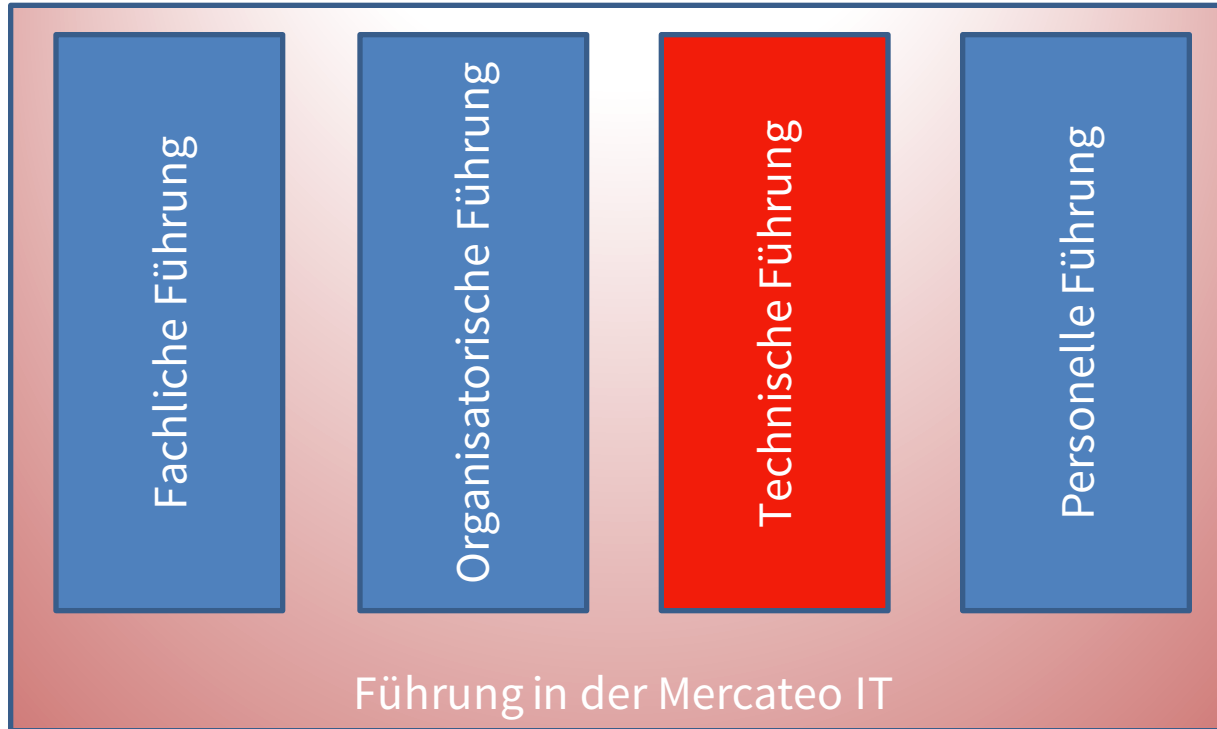 Fachliche Führung
Organisatorische Führung
Technische Führung
Personelle Führung
Führung in der Mercateo IT